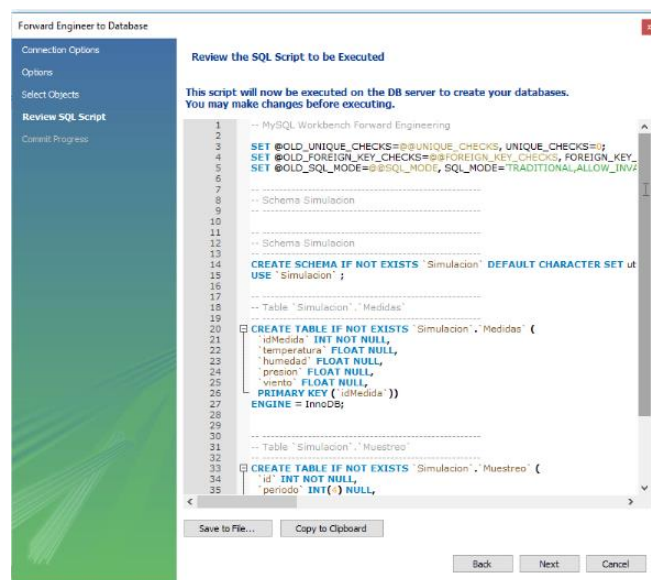 Forward Engineer to Database
Connection Options
Options
Select Objects
Review SQL Script
Commit Progress
Review the SQL Script to be Executed
This script will now be executed on the DB server to create your databases.
You may make changes before executing.
1 -- MySQL Workbench Forward Engineering
2
3 SET @OLD_UNIQUE_CHECKS=@@UNIQUE_CHECKS, UNIQUE_CHECKS=0;
4 SET @OLD_FOREIGN_KEY_CHECKS=@@FOREIGN_KEY_CHECKS, FOREIGN_KEY_
5 SET @OLD_SQL_MODE=@@SQL_MODE, SQL_MODE='TRADITIONAL,ALLOW_INVA
6
7 -- -----------------------------------------------------
8 -- Schema Simulacion
9 -- -----------------------------------------------------
10
11 -- -----------------------------------------------------
12 -- Schema Simulacion
13 -- -----------------------------------------------------
14 CREATE SCHEMA IF NOT EXISTS `Simulacion` DEFAULT CHARACTER SET ut
15 USE `Simulacion` ;
16
17 -- -----------------------------------------------------
18 -- Table `Simulacion`.`Medidas`
19 -- -----------------------------------------------------
20 CREATE TABLE IF NOT EXISTS `Simulacion`.`Medidas` (
21 `idMedida` INT NOT NULL,
22 `temperatura` FLOAT NULL,
23 `humedad` FLOAT NULL,
24 `presion` FLOAT NULL,
25 `viento` FLOAT NULL,
26 PRIMARY KEY (`idMedida`))
27 ENGINE = InnoDB;
28
29
30 -- -----------------------------------------------------
31 -- Table `Simulacion`.`Muestreo`
32 -- -----------------------------------------------------
33 CREATE TABLE IF NOT EXISTS `Simulacion`.`Muestreo` (
34 `id` INT NOT NULL,
35 `periodo` INT(4) NULL,
Save to File... Copy to Clipboard
Back Next Cancel